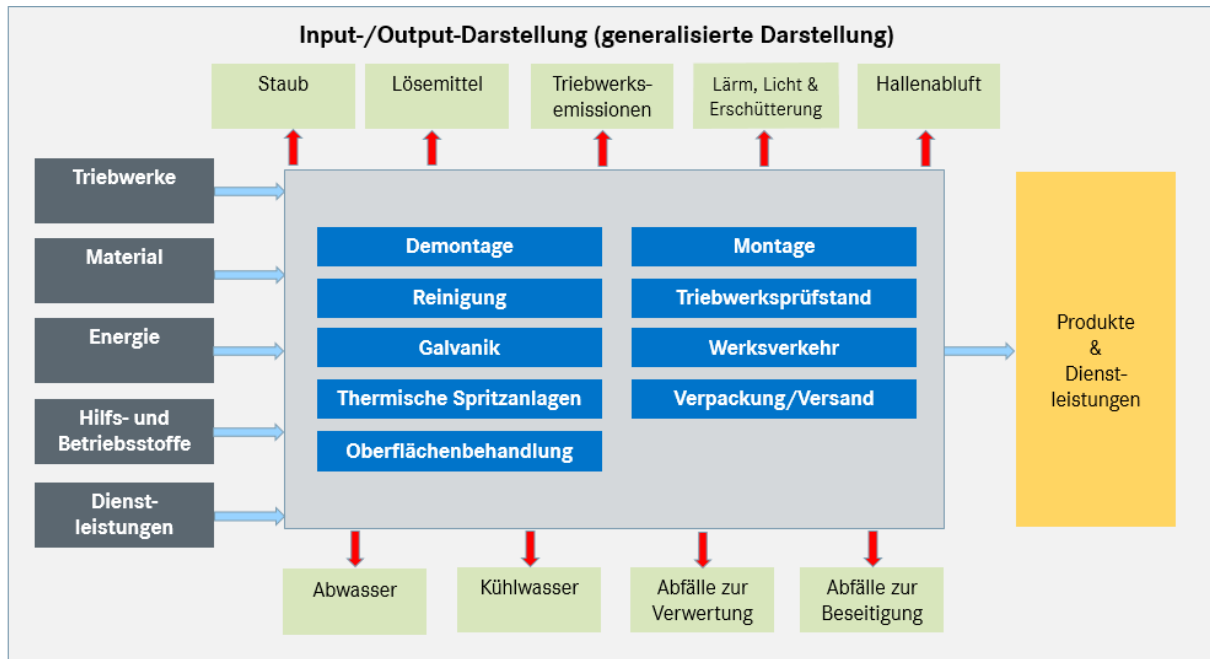 Input-/Output-Darstellung (generalisierte Darstellung)
Staub
Lösemittel
Triebwerks-
emissionen
Lärm, Licht &
Erschütterung
Hallenabluft
Triebwerke
Material
Energie
Hilfs- und
Betriebsstoffe
Dienst-
leistungen
Demontage
Reinigung
Galvanik
Thermische Spritzanlagen
Oberflächenbehandlung
Montage
Triebwerksprüfstand
Werksverkehr
Verpackung/Versand
Produkte
&
Dienst-
leistungen
Abwasser
Kühlwasser
Abfälle zur
Verwertung
Abfälle zur
Beseitigung